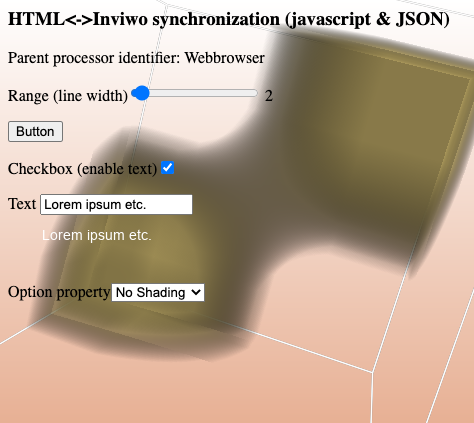 HTML<->Inviwo synchronization (javascript & JSON)
Parent processor identifier: Webbrowser
Range (line width) 2
Button
Checkbox (enable text)
Text Lorem ipsum etc.
Lorem ipsum etc.
Option property No Shading